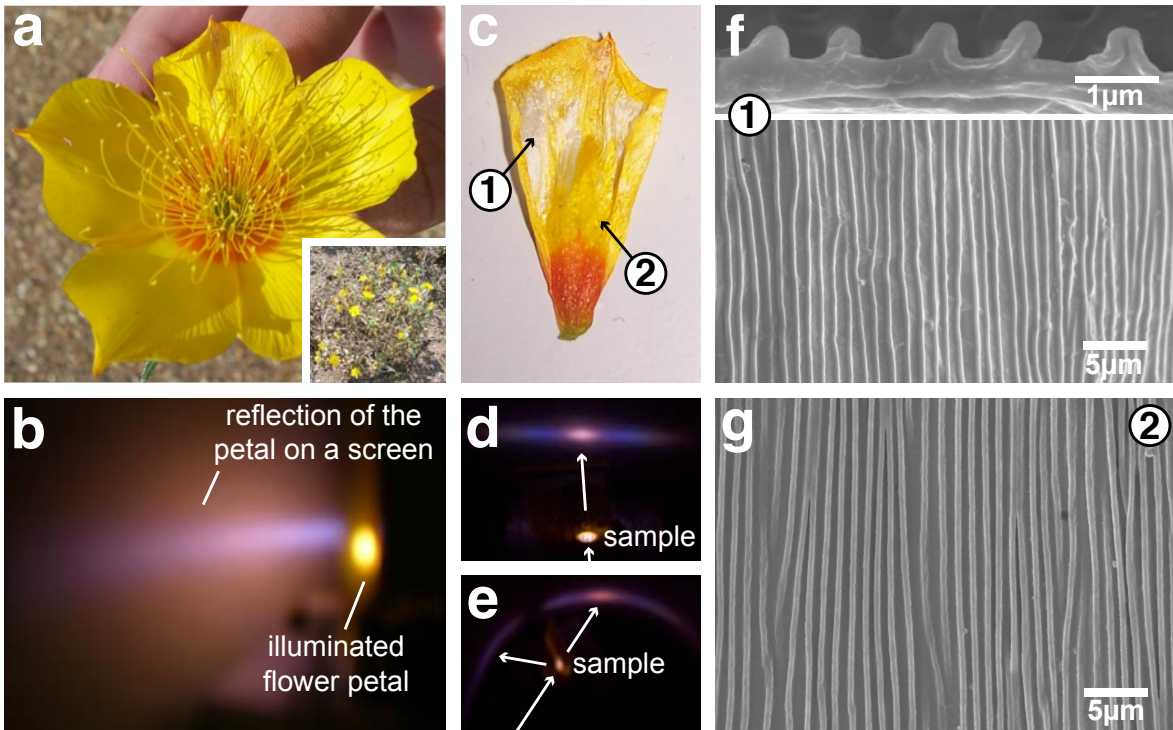 a
b
reflection of the
petal on a screen
illuminated
flower petal
c
1
2
d
sample
e
sample
f
1µm
1
5µm
g
2
5µm